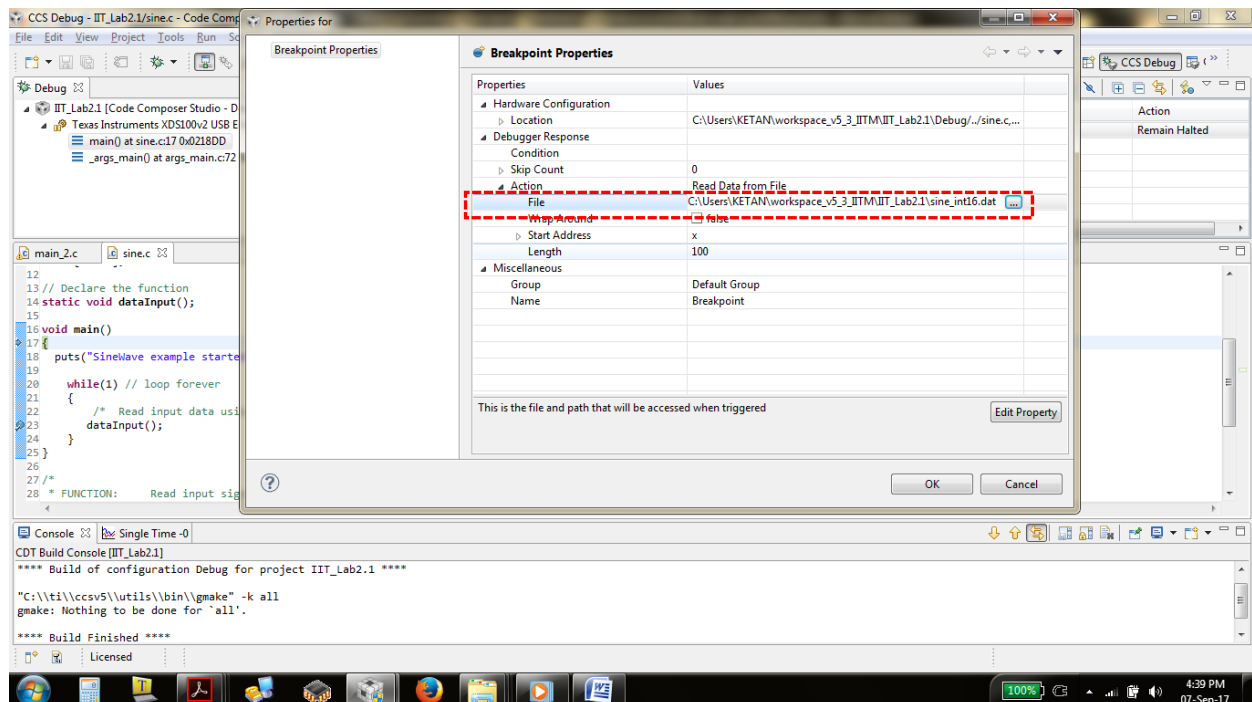 CCS Debug - IIT_Lab2.1/sine.c - Code Comp
Properties for
File Edit View Project Tools Run Sc
CCS Debug
Debug
IIT_Lab2.1 [Code Composer Studio - D
Texas Instruments XDS100v2 USB E
main() at sine.c:17 0x0218DD
_args_main() at args_main.c:72
Breakpoint Properties
Breakpoint Properties
Properties Values
Hardware Configuration
Location C:\Users\KETAN\workspace_v5_3_IITM\IIT_Lab2.1\Debug/../sine.c,...
Debugger Response
Condition
Skip Count 0
Action Read Data from File
File C:\Users\KETAN\workspace_v5_3_IITM\IIT_Lab2.1\sine_int16.dat ...
Wrap Around false
Start Address x
Length 100
Miscellaneous
Group Default Group
Name Breakpoint
This is the file and path that will be accessed when triggered
Edit Property
OK Cancel
Action
Remain Halted
main_2.c sine.c
12
13 // Declare the function
14 static void dataInput();
15
16 void main()
17 {
18 puts("SineWave example starte
19
20 while(1) // loop forever
21 {
22 /* Read input data usi
23 dataInput();
24 }
25 }
26
27 /*
28 * FUNCTION: Read input sig
Console Single Time -0
CDT Build Console [IIT_Lab2.1]
**** Build of configuration Debug for project IIT_Lab2.1 ****
"C:\\ti\\ccsv5\\utils\\bin\\gmake" -k all
gmake: Nothing to be done for `all'.
**** Build Finished ****
Licensed
100%
4:39 PM
07-Sep-17